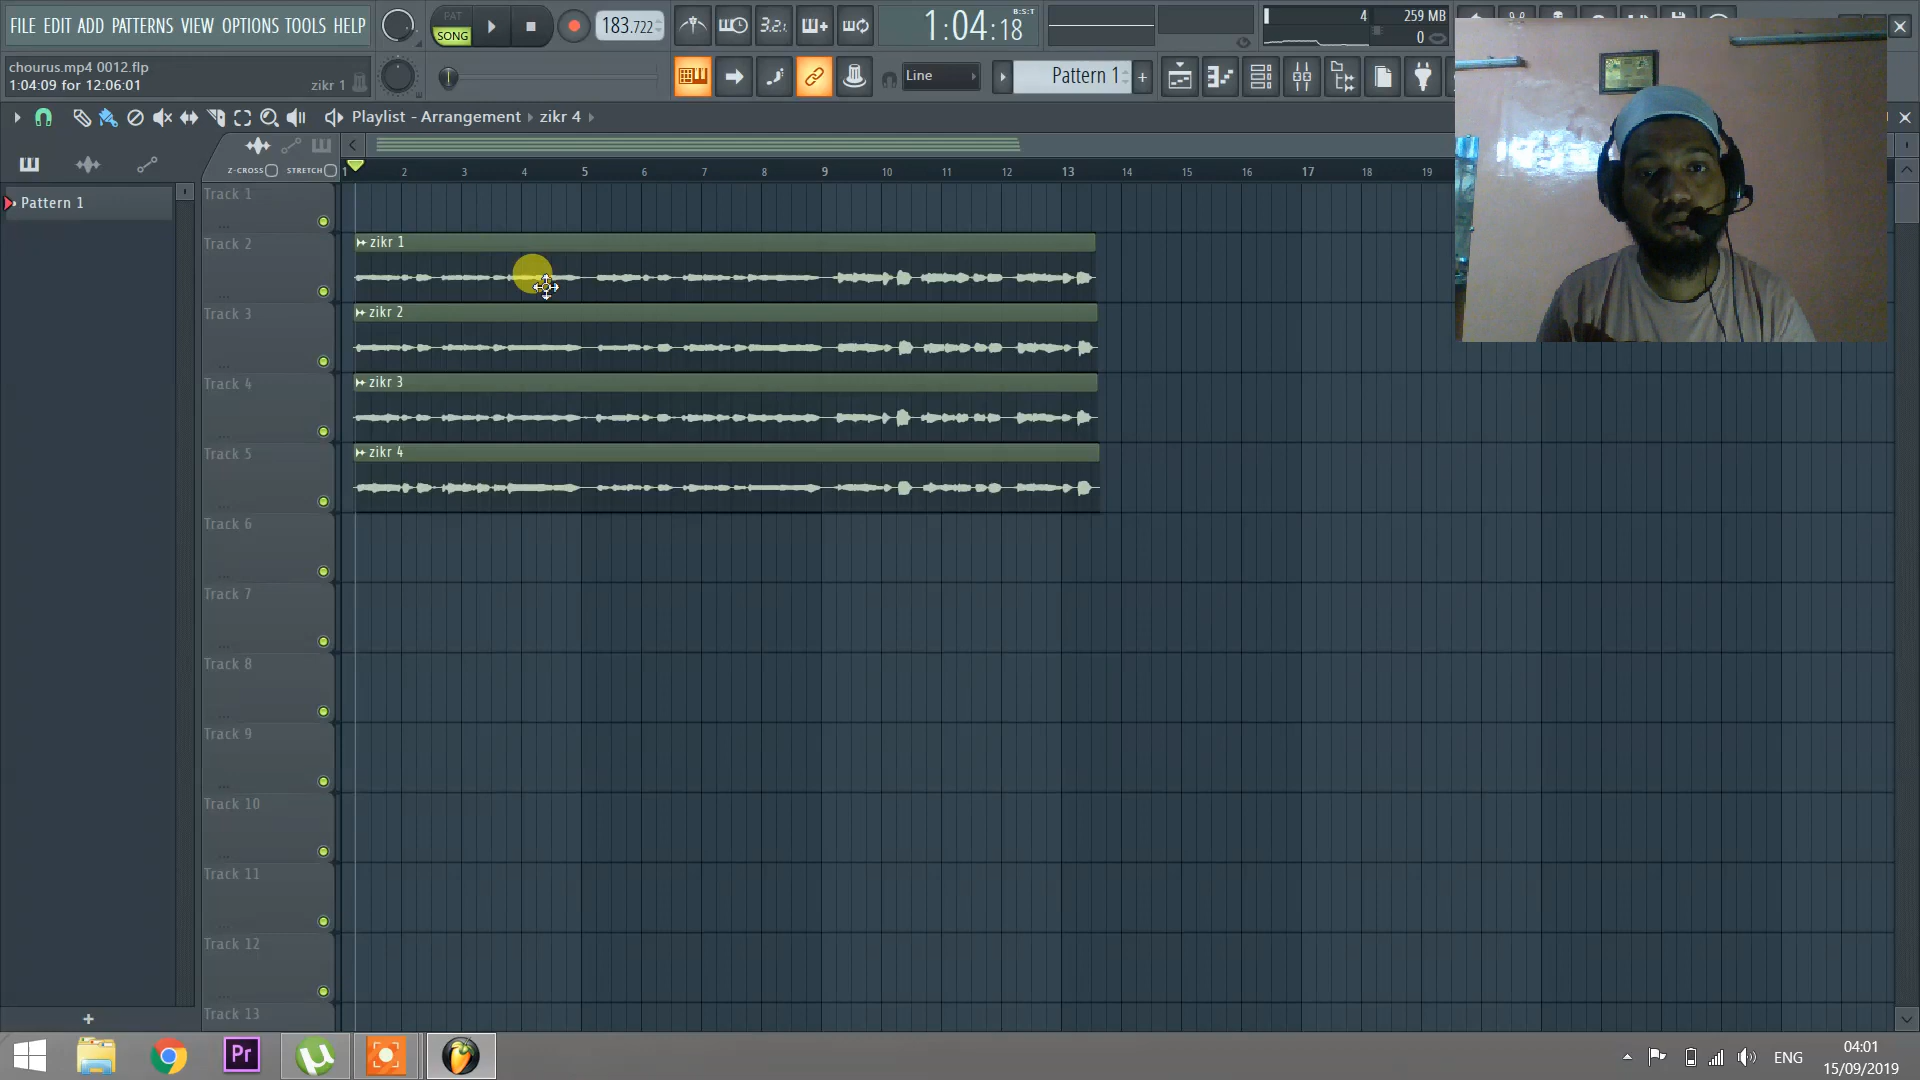 FILE EDIT ADD PATTERNS VIEW OPTIONS TOOLS HELP
PAT
SONG
183.722
3.2.1
1:04:18
B:S:T
4
259 MB
0
chourus.mp4 0012.flp
1:04:09 for 12:06:01
zikr 1
Line
Pattern 1
Playlist - Arrangement
zikr 4
Z-CROSS
STRETCH
1 2 3 4 5 6 7 8 9 10 11 12 13 14 15 16 17 18 19
Pattern 1
Track 1
Track 2
zikr 1
Track 3
zikr 2
Track 4
zikr 3
Track 5
zikr 4
Track 6
Track 7
Track 8
Track 9
Track 10
Track 11
Track 12
Track 13
Pr
ENG
04:01
15/09/2019